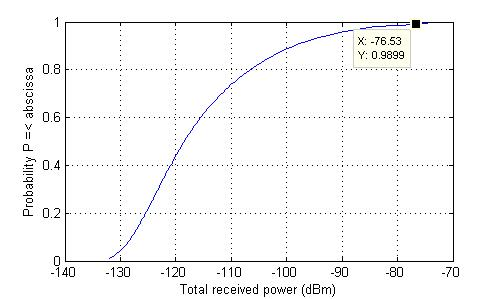 1
X: -76.53
Y: 0.9899
0.8
0.6
0.4
0.2
0
Probability P =< abscissa
-140 -130 -120 -110 -100 -90 -80 -70
Total received power (dBm)